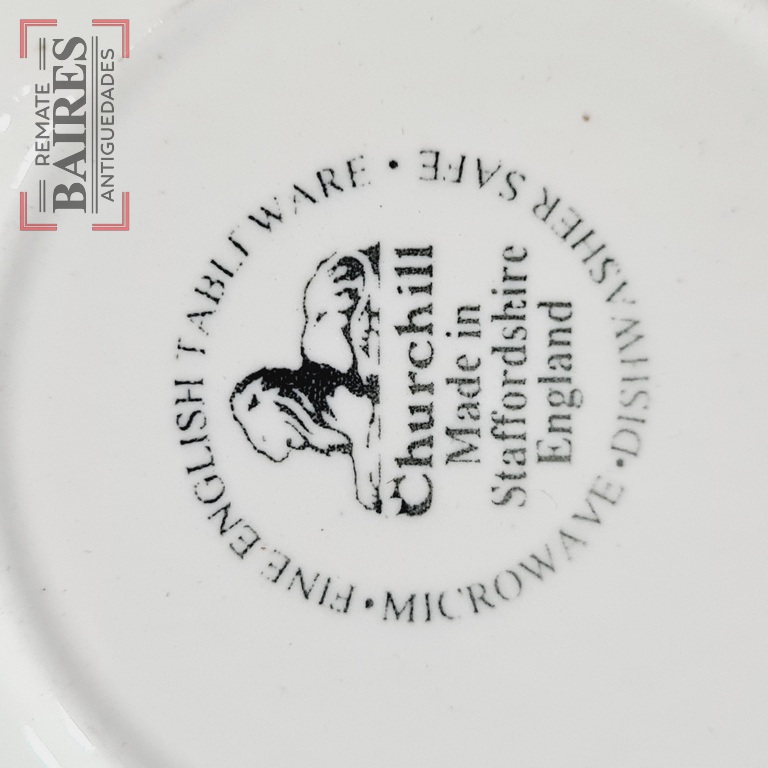 REMATE
BAIRES
ANTIGUEDADES
FINE ENGLISH TABLEWARE • MICROWAVE • DISHWASHER SAFE •
Churchill
Made in
Staffordshire
England